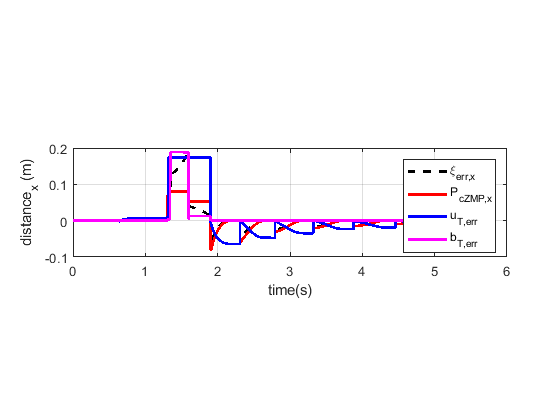 0.2
0.1
0
-0.1
distance_x (m)
0 1 2 3 4 5 6
time(s)
ξ_err,x
P_cZMP,x
u_T,err
b_T,err